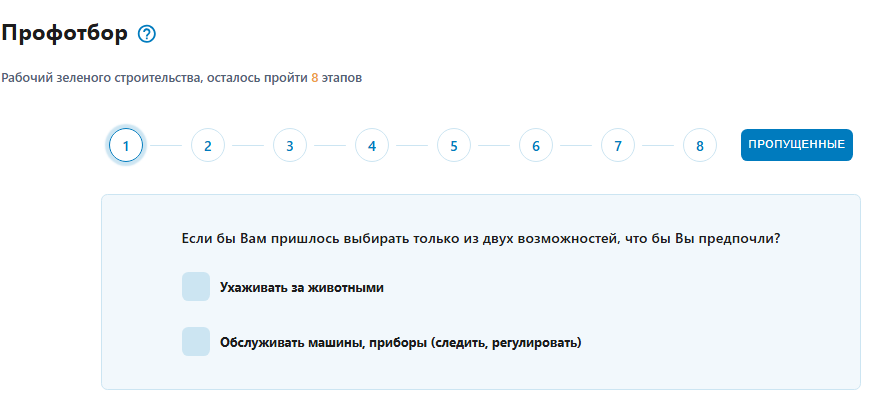 Профотбор ?
Рабочий зеленого строительства, осталось пройти 8 этапов
1 2 3 4 5 6 7 8 ПРОПУЩЕННЫЕ
Если бы Вам пришлось выбирать только из двух возможностей, что бы Вы предпочли?
Ухаживать за животными
Обслуживать машины, приборы (следить, регулировать)